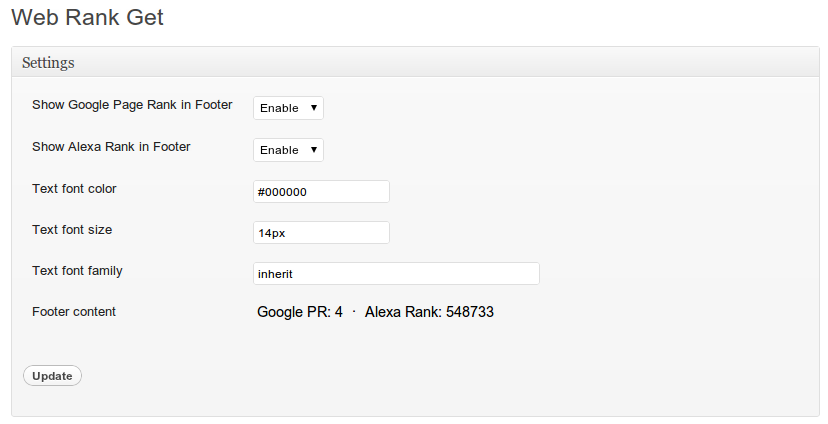 Web Rank Get
Settings
Show Google Page Rank in Footer Enable
Show Alexa Rank in Footer Enable
Text font color #000000
Text font size 14px
Text font family inherit
Footer content Google PR: 4 · Alexa Rank: 548733
Update